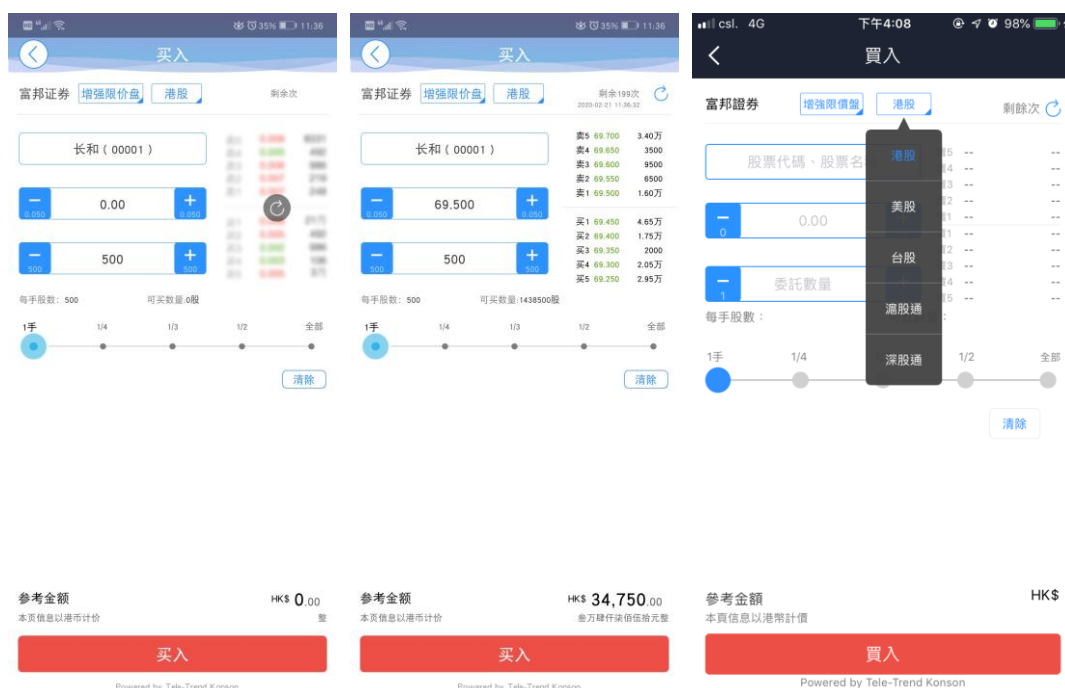 35% 11:36
买入
富邦证券 增强限价盘 港股 剩余次
长和 ( 00001 )
− 0.00 +
0.050 0.050
− 500 +
500 500
每手股数: 500 可买数量:0股
1手 1/4 1/3 1/2 全部
清除
参考金额 HK$ 0.00
本页信息以港币计价 整
买入
Powered by Tele-Trend Konson
35% 11:36
买入
富邦证券 增强限价盘 港股 剩余199次
2020-02-21 11:36:32
长和 ( 00001 )
− 69.500 +
0.050 0.050
− 500 +
500 500
卖5 69.700 3.40万
卖4 69.650 3500
卖3 69.600 9500
卖2 69.550 6500
卖1 69.500 1.60万
买1 69.450 4.65万
买2 69.400 1.75万
买3 69.350 2000
买4 69.300 2.05万
买5 69.250 2.95万
每手股数: 500 可买数量:1438500股
1手 1/4 1/3 1/2 全部
清除
参考金额 HK$ 34,750.00
本页信息以港币计价 叁万肆仟柒佰伍拾元整
买入
Powered by Tele-Trend Konson
csl. 4G 下午4:08 98%
買入
富邦證券 增強限價盤 港股 剩餘次
股票代碼、股票名
− 0.00
0
− 委託數量
1
港股
美股
台股
滬股通
深股通
5 -- --
4 -- --
3 -- --
2 -- --
1 -- --
1 -- --
2 -- --
3 -- --
4 -- --
5 -- --
每手股數：
1手 1/4 1/2 全部
清除
參考金額 HK$
本頁信息以港幣計價
買入
Powered by Tele-Trend Konson